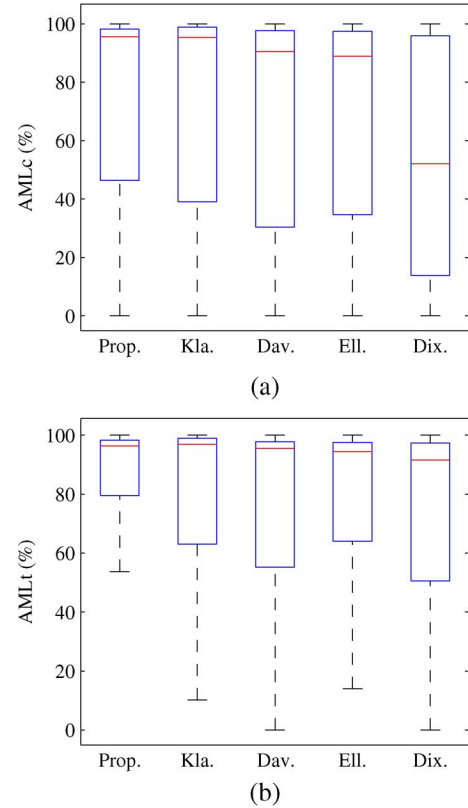 100
80
60
40
20
0
AMLc (%)
Prop. Kla. Dav. Ell. Dix.
(a)
100
80
60
40
20
0
AMLt (%)
Prop. Kla. Dav. Ell. Dix.
(b)